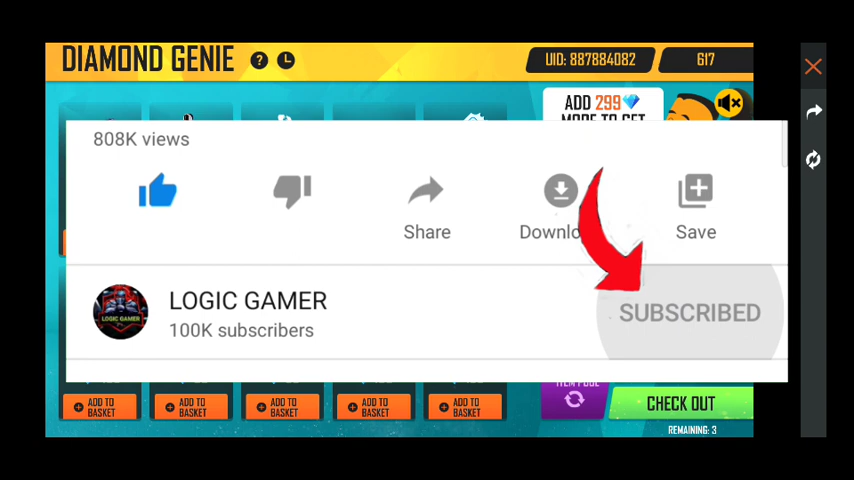 DIAMOND GENIE ?
UID: 887884082
617
ADD 299
MORE TO GET
808K views
Share
Downlo
Save
LOGIC GAMER
LOGIC GAMER
100K subscribers
SUBSCRIBED
ADD TO BASKET
ADD TO BASKET
ADD TO BASKET
ADD TO BASKET
ADD TO BASKET
ITEM POOL
CHECK OUT
REMAINING: 3